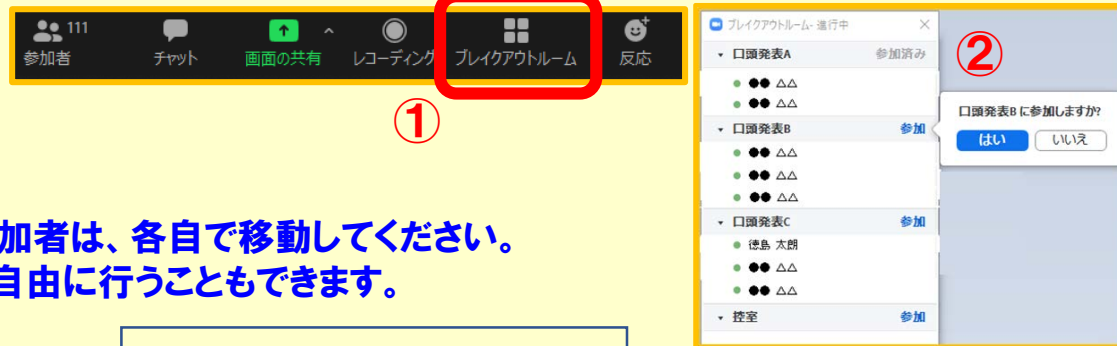 111
参加者
チャット
画面の共有
レコーディング
ブレイクアウトルーム
反応
①
加者は、各自で移動してください。
自由に行うこともできます。
ブレイクアウトルーム- 進行中
口頭発表A 参加済み
●● △△
●● △△
口頭発表B 参加
●● △△
●● △△
●● △△
口頭発表C 参加
徳島 太朗
●● △△
●● △△
控室 参加
②
口頭発表B に参加しますか?
はい いいえ